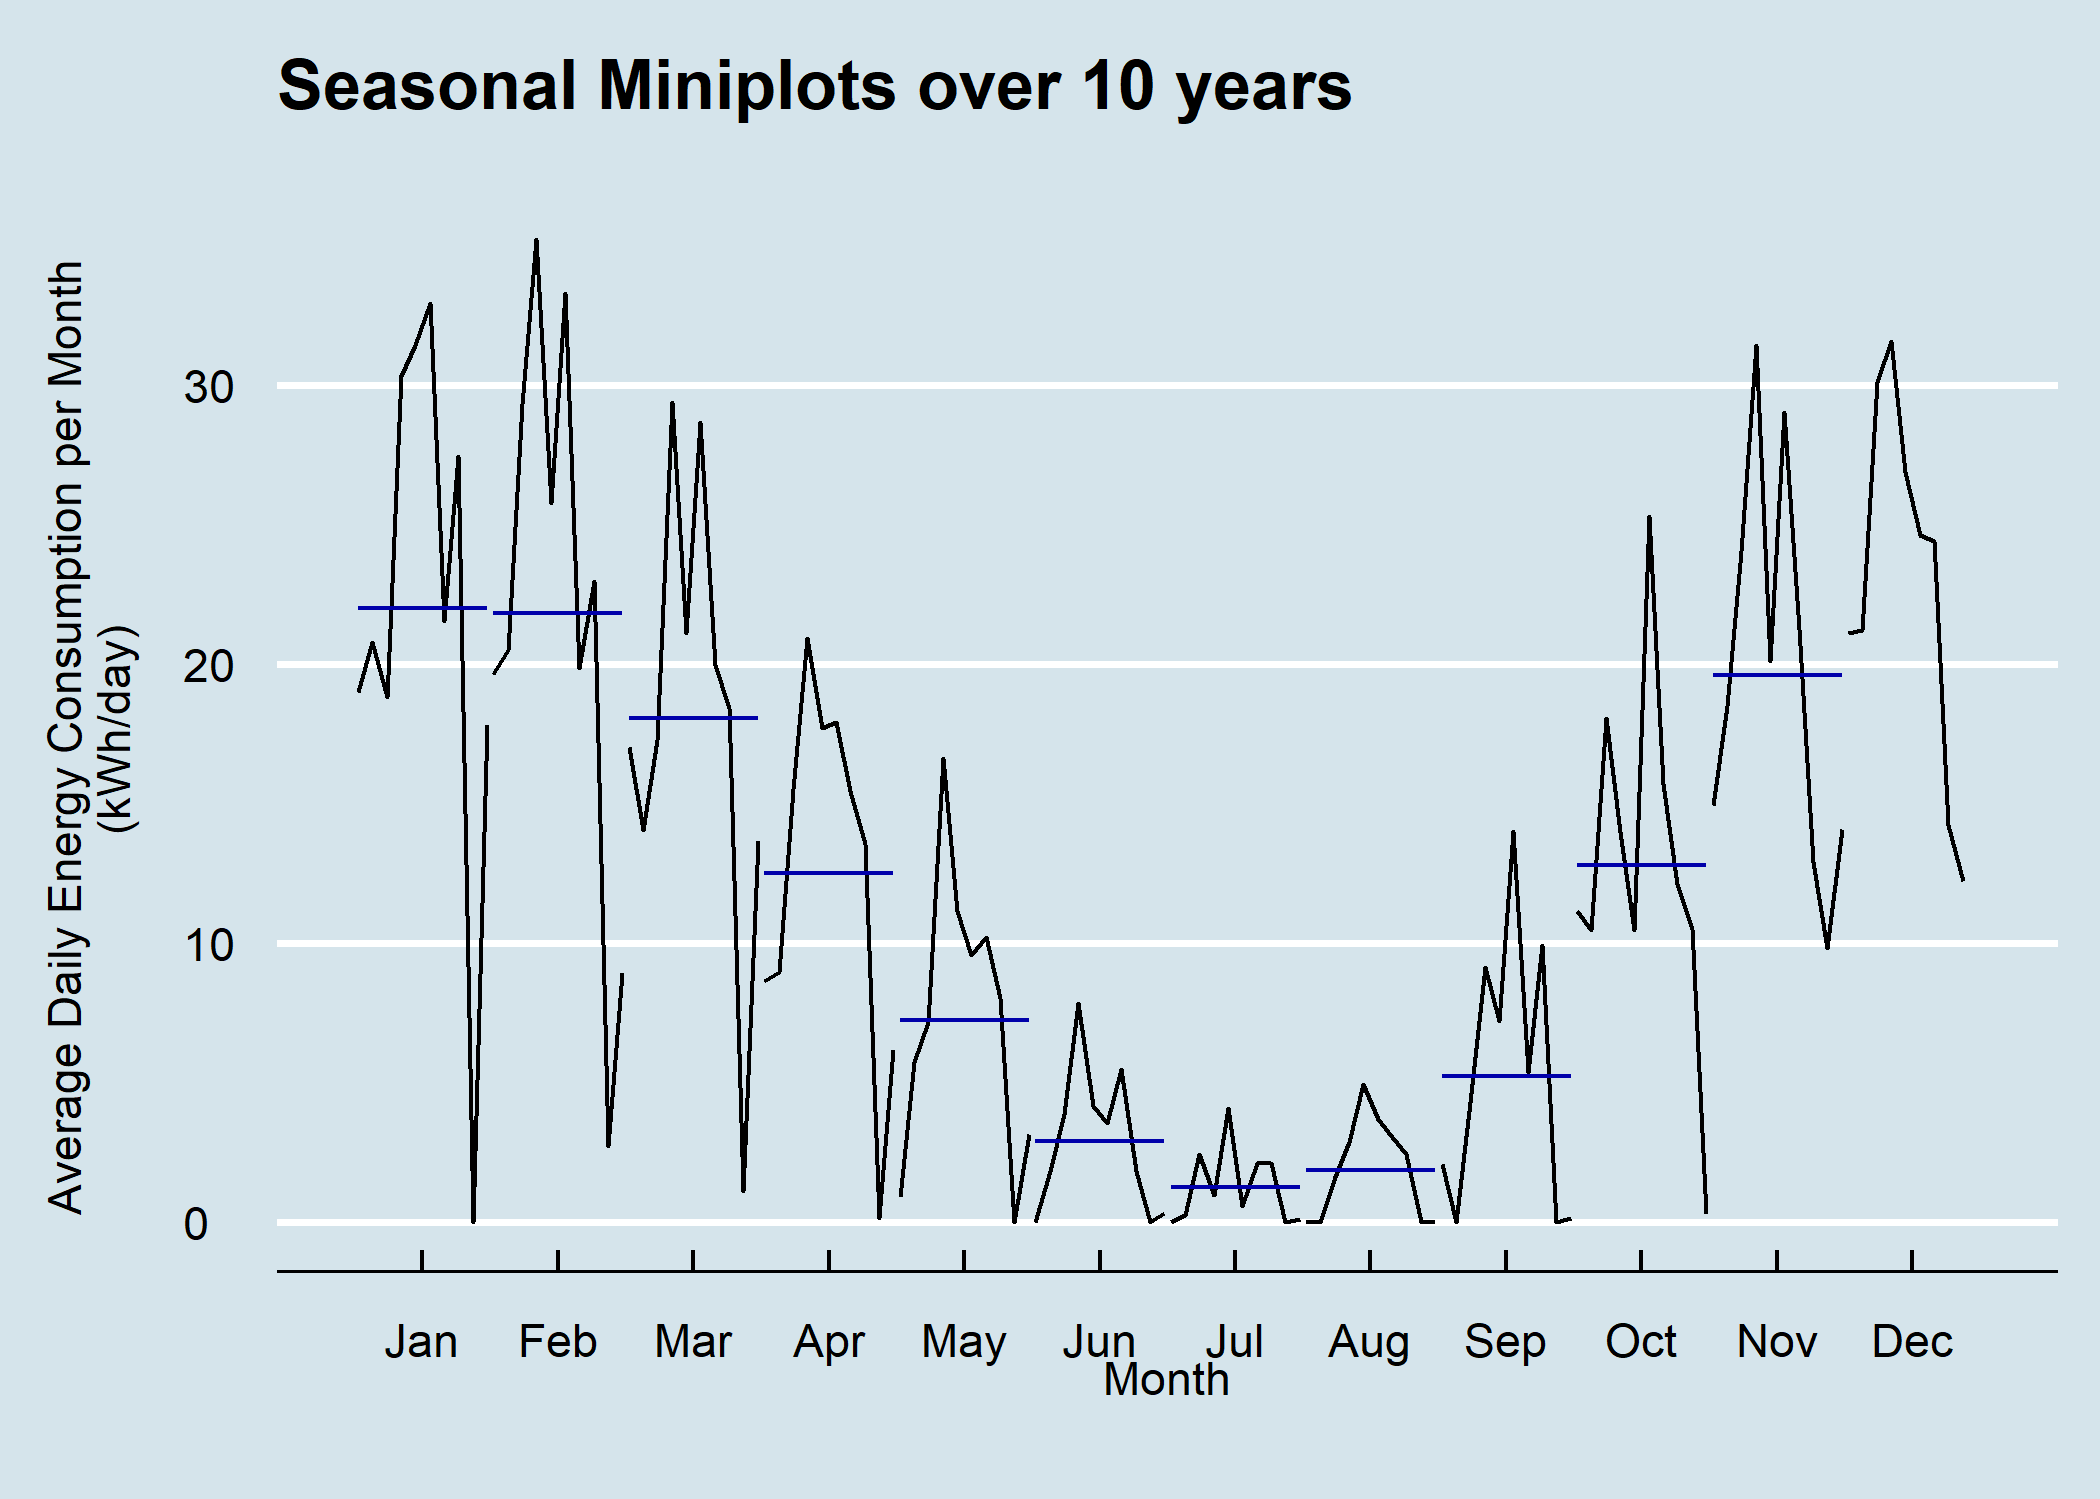 Seasonal Miniplots over 10 years
Average Daily Energy Consumption per Month
(kWh/day)
30
20
10
0
Jan Feb Mar Apr May Jun Jul Aug Sep Oct Nov Dec
Month